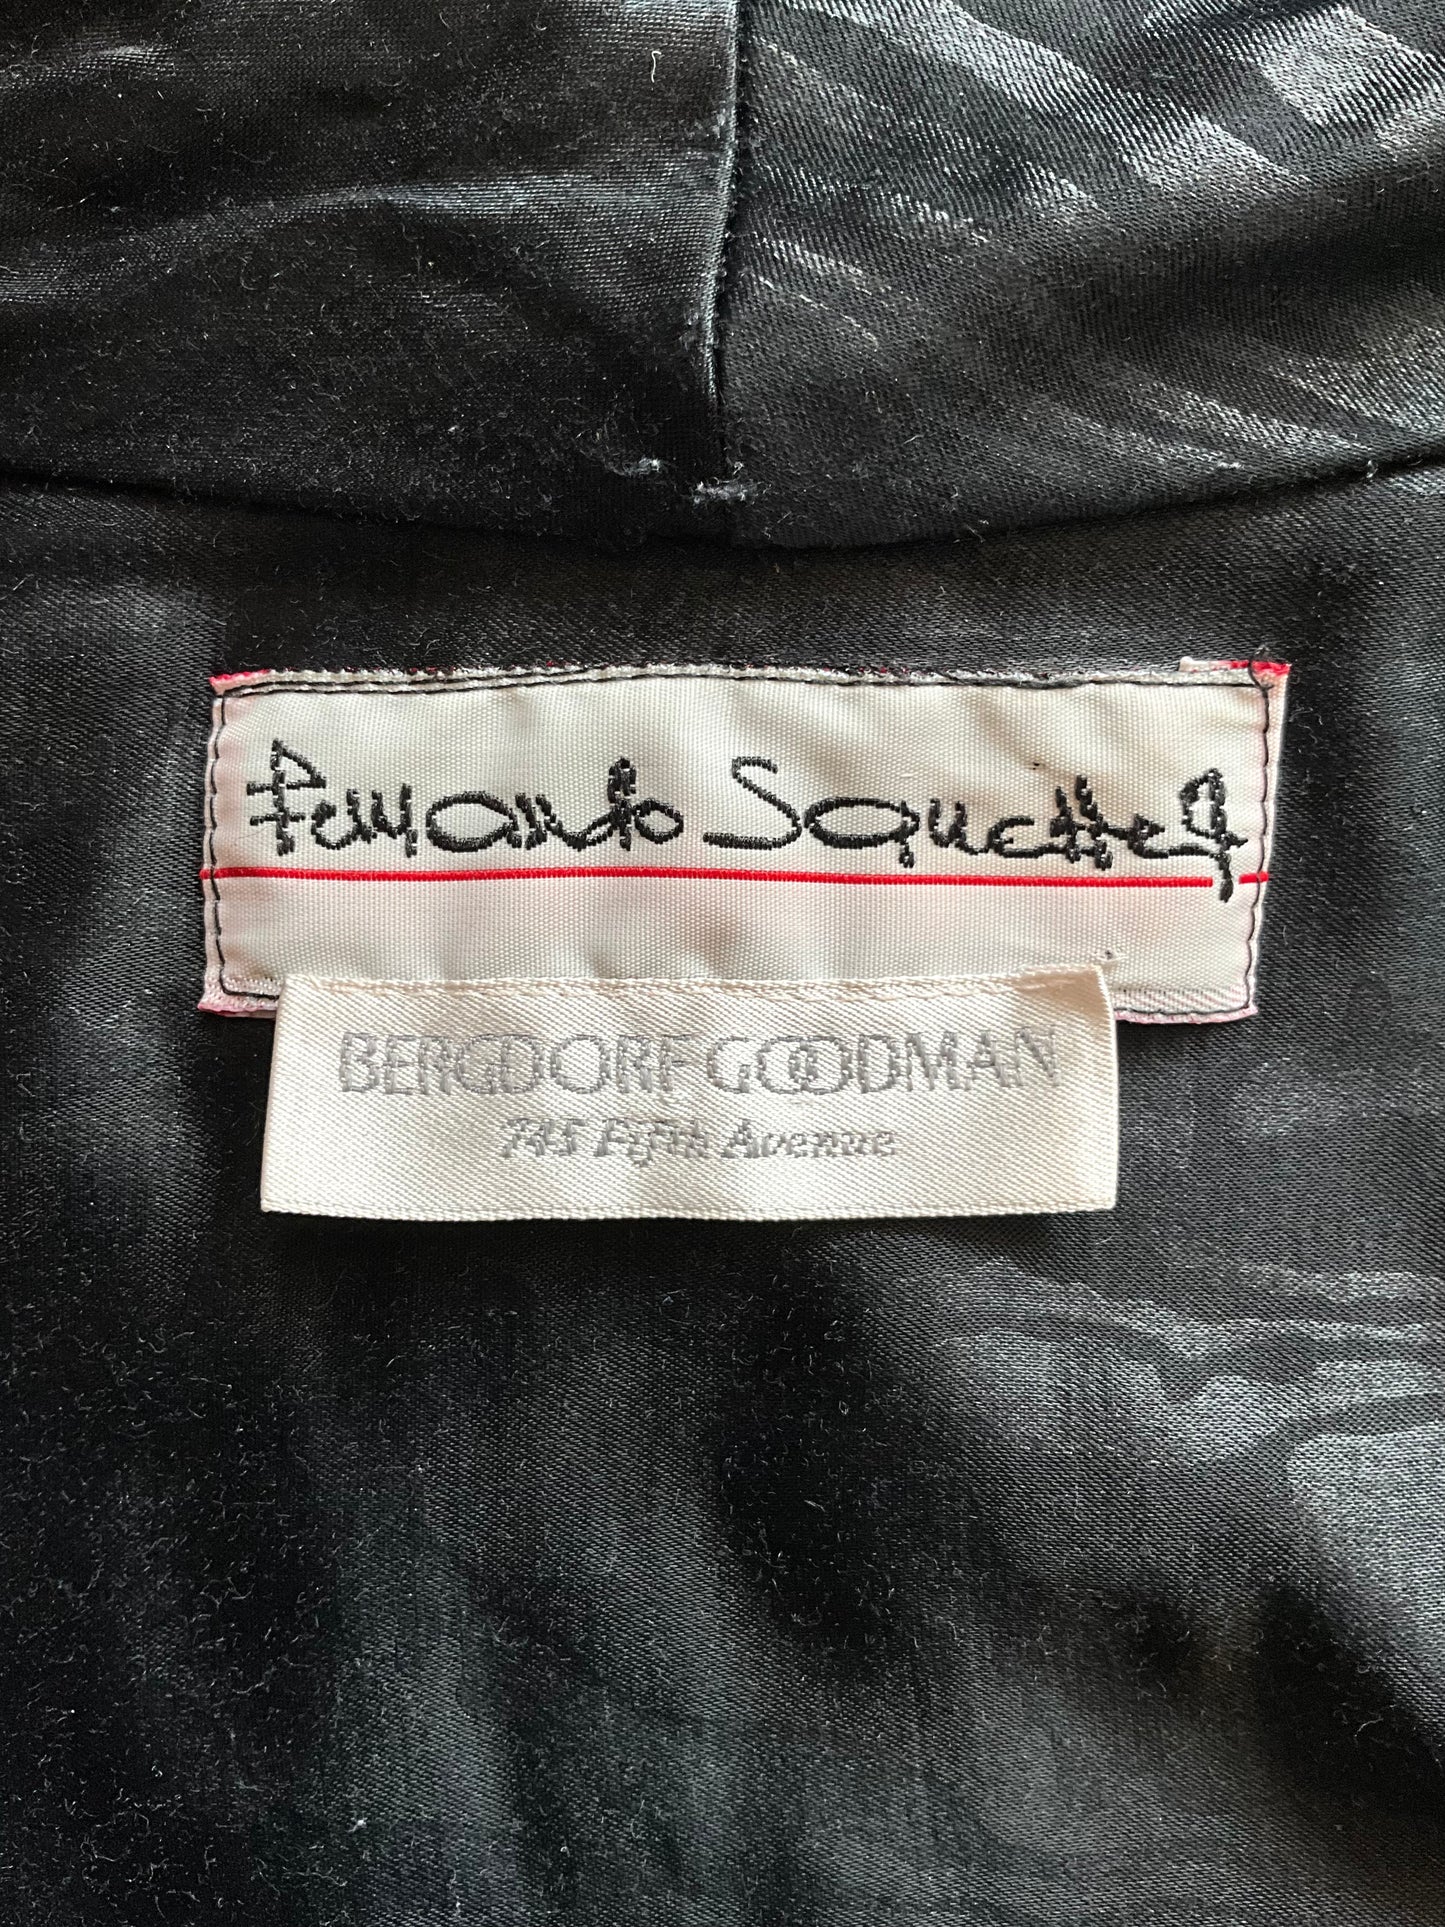 Fernando Sanchez
BERGDORF GOODMAN
745 Fifth Avenue